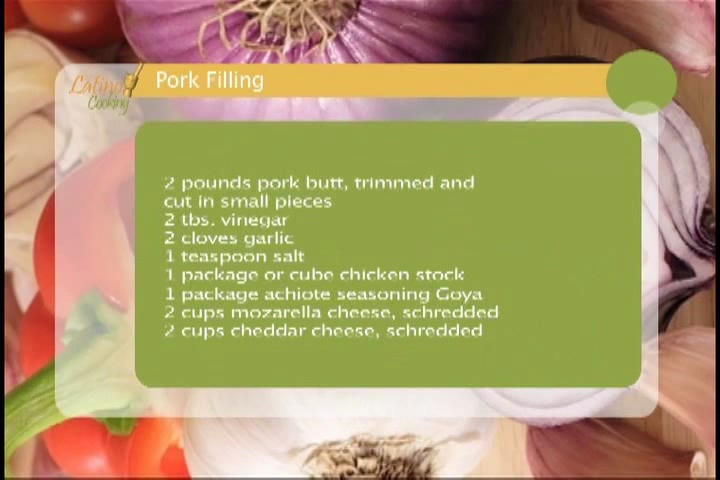 Latino
Cooking
Pork Filling
2 pounds pork butt, trimmed and
cut in small pieces
2 tbs. vinegar
2 cloves garlic
1 teaspoon salt
1 package or cube chicken stock
1 package achiote seasoning Goya
2 cups mozarella cheese, schredded
2 cups cheddar cheese, schredded